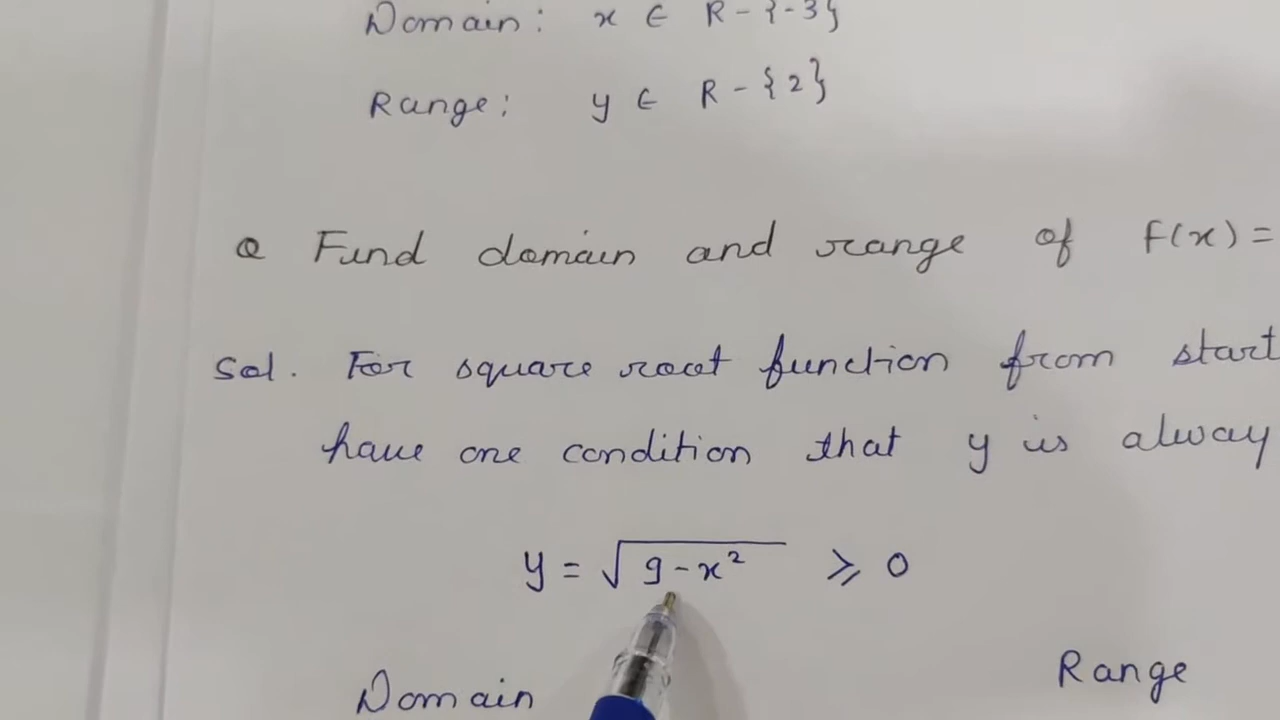 Domain: x ∈ R - {-3}
Range: y ∈ R - {2}
Q Find domain and range of F(x) =
Sol. For square root function from start
have one condition that y is alway
y = √9-x² ⩾ 0
Domain Range